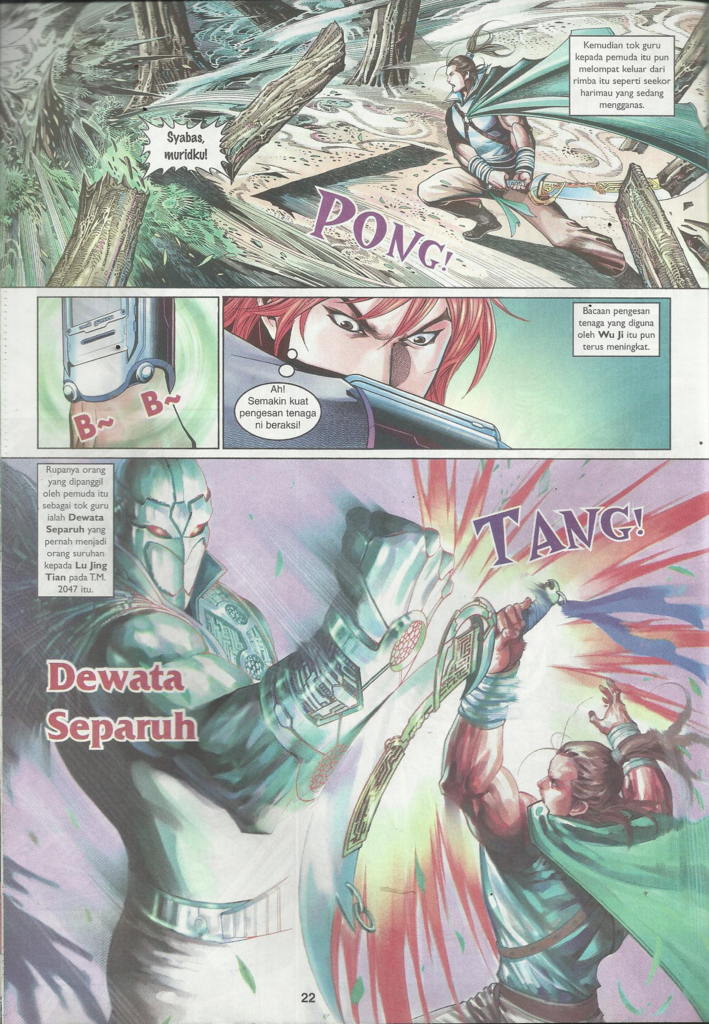 Kemudian tok guru
kepada pemuda itu pun
melompat keluar dari
rimba itu seperti seekor
harimau yang sedang
mengganas.
Syabas,
muridku!
PONG!
B~
B~
Ah!
Semakin kuat
pengesan tenaga
ni beraksi!
Bacaan pengesan
tenaga yang diguna
oleh Wu Ji itu pun
terus meningkat.
Rupanya orang
yang dipanggil
oleh pemuda itu
sebagai tok guru
ialah Dewata
Separuh yang
pernah menjadi
orang suruhan
kepada Lu Jing
Tian pada T.M.
2047 itu.
TANG!
Dewata
Separuh
22